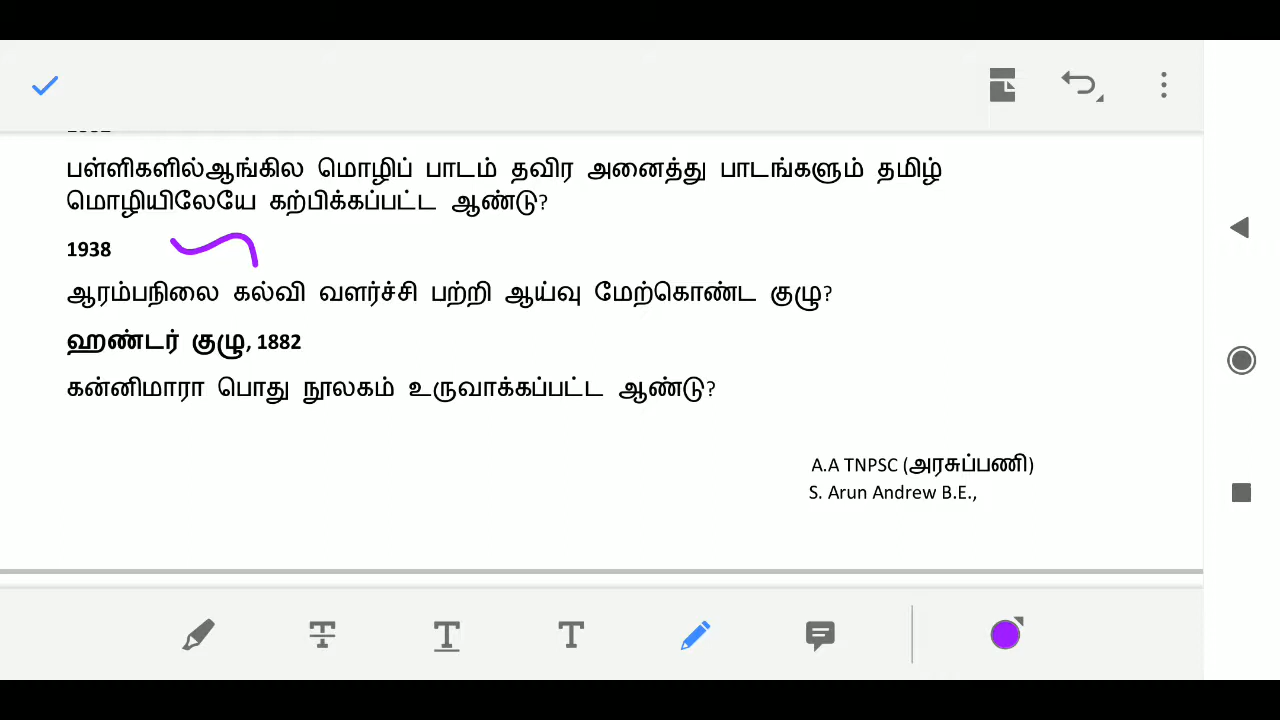 பள்ளிகளில்ஆங்கில மொழிப் பாடம் தவிர அனைத்து பாடங்களும் தமிழ்
மொழியிலேயே கற்பிக்கப்பட்ட ஆண்டு?
1938
ஆரம்பநிலை கல்வி வளர்ச்சி பற்றி ஆய்வு மேற்கொண்ட குழு?
ஹண்டர் குழு, 1882
கன்னிமாரா பொது நூலகம் உருவாக்கப்பட்ட ஆண்டு?
A.A TNPSC (அரசுப்பணி)
S. Arun Andrew B.E.,